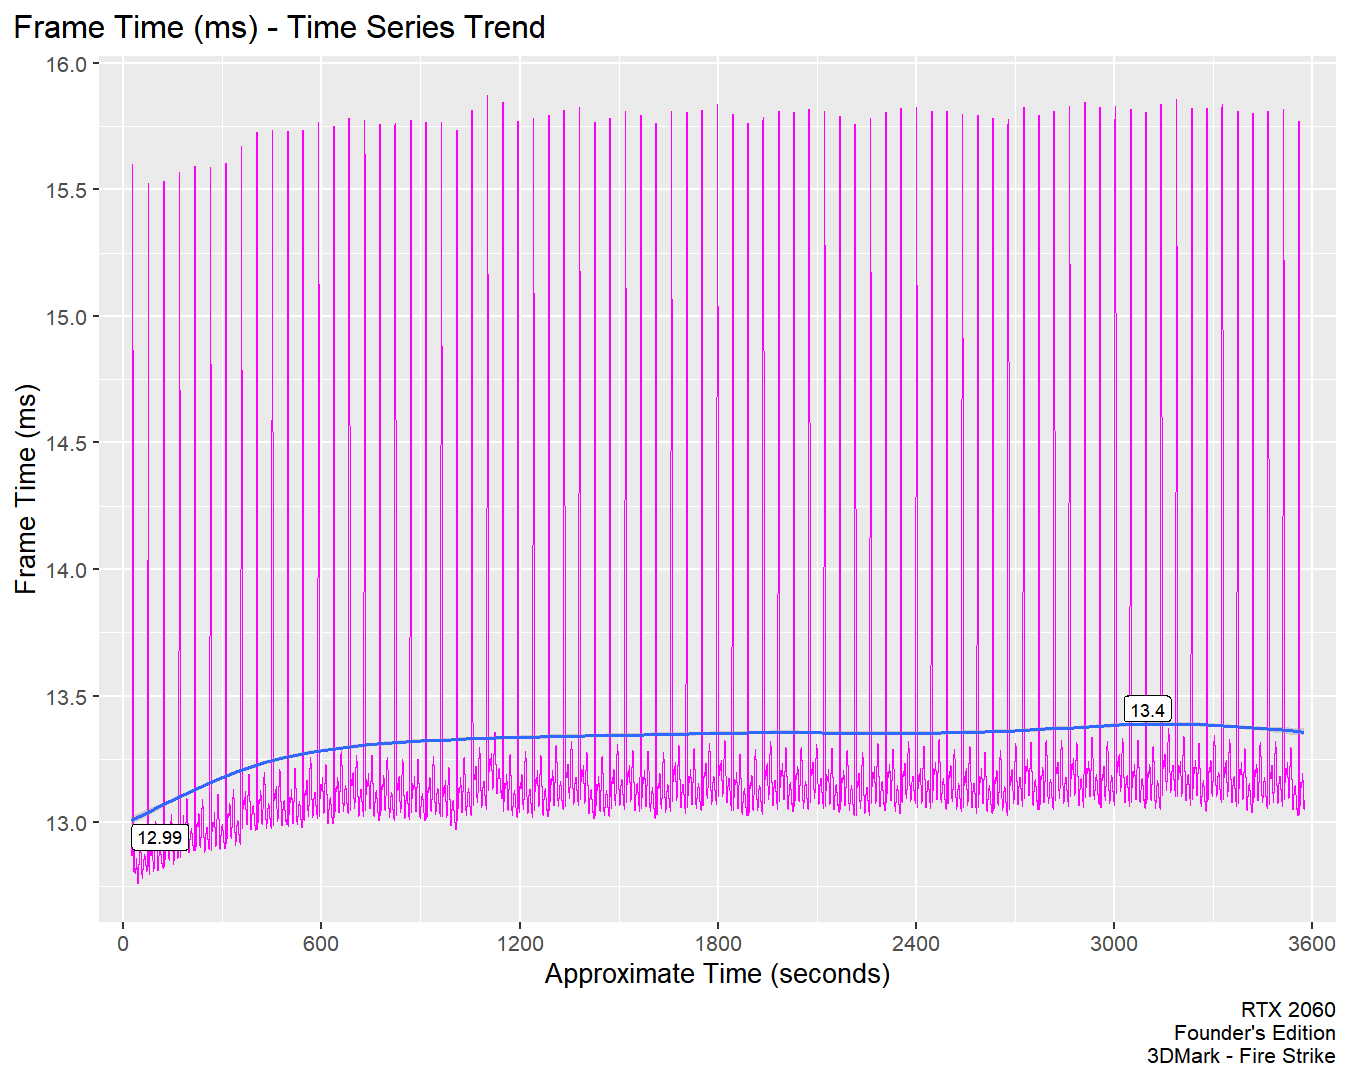 Frame Time (ms) - Time Series Trend
16.0
15.5
15.0
14.5
14.0
13.5
13.0
Frame Time (ms)
13.4
12.99
0 600 1200 1800 2400 3000 3600
Approximate Time (seconds)
RTX 2060
Founder's Edition
3DMark - Fire Strike